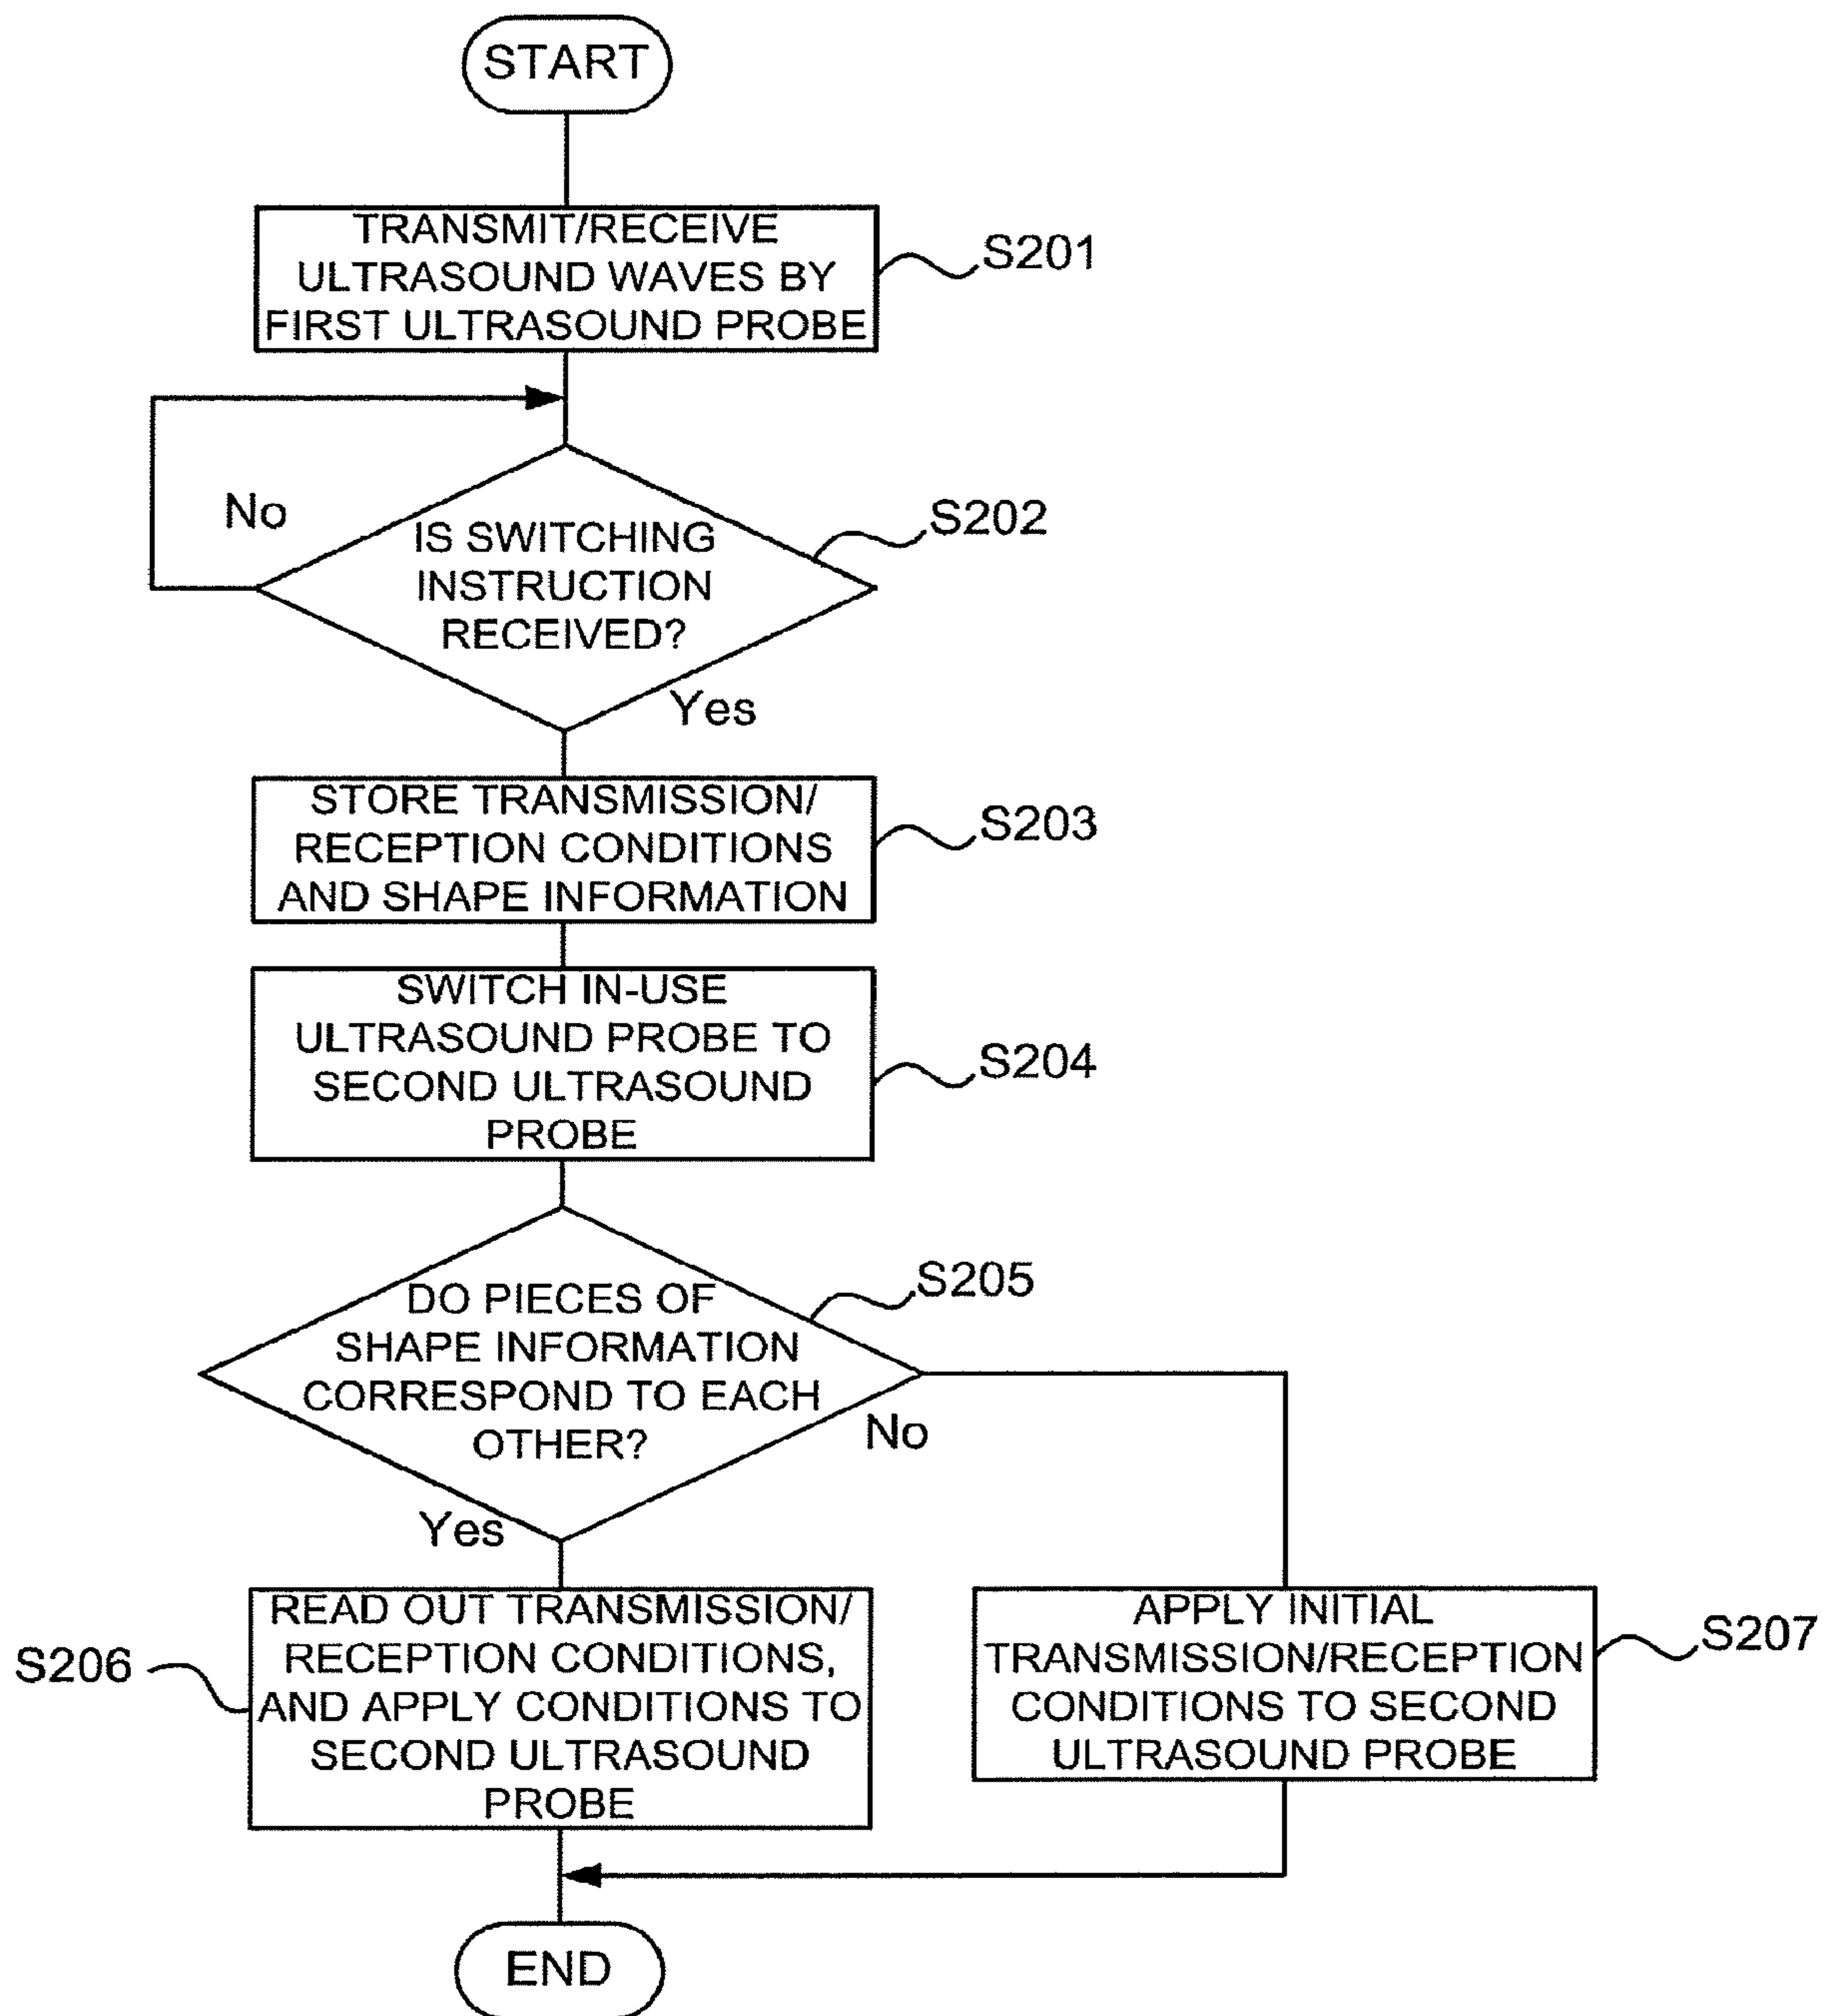 START
TRANSMIT/RECEIVE
ULTRASOUND WAVES BY
FIRST ULTRASOUND PROBE
S201
No
IS SWITCHING
INSTRUCTION
RECEIVED?
S202
Yes
STORE TRANSMISSION/
RECEPTION CONDITIONS
AND SHAPE INFORMATION
S203
SWITCH IN-USE
ULTRASOUND PROBE TO
SECOND ULTRASOUND
PROBE
S204
DO PIECES OF
SHAPE INFORMATION
CORRESPOND TO EACH
OTHER?
S205
No
Yes
READ OUT TRANSMISSION/
RECEPTION CONDITIONS,
AND APPLY CONDITIONS TO
SECOND ULTRASOUND
PROBE
S206
APPLY INITIAL
TRANSMISSION/RECEPTION
CONDITIONS TO SECOND
ULTRASOUND PROBE
S207
END